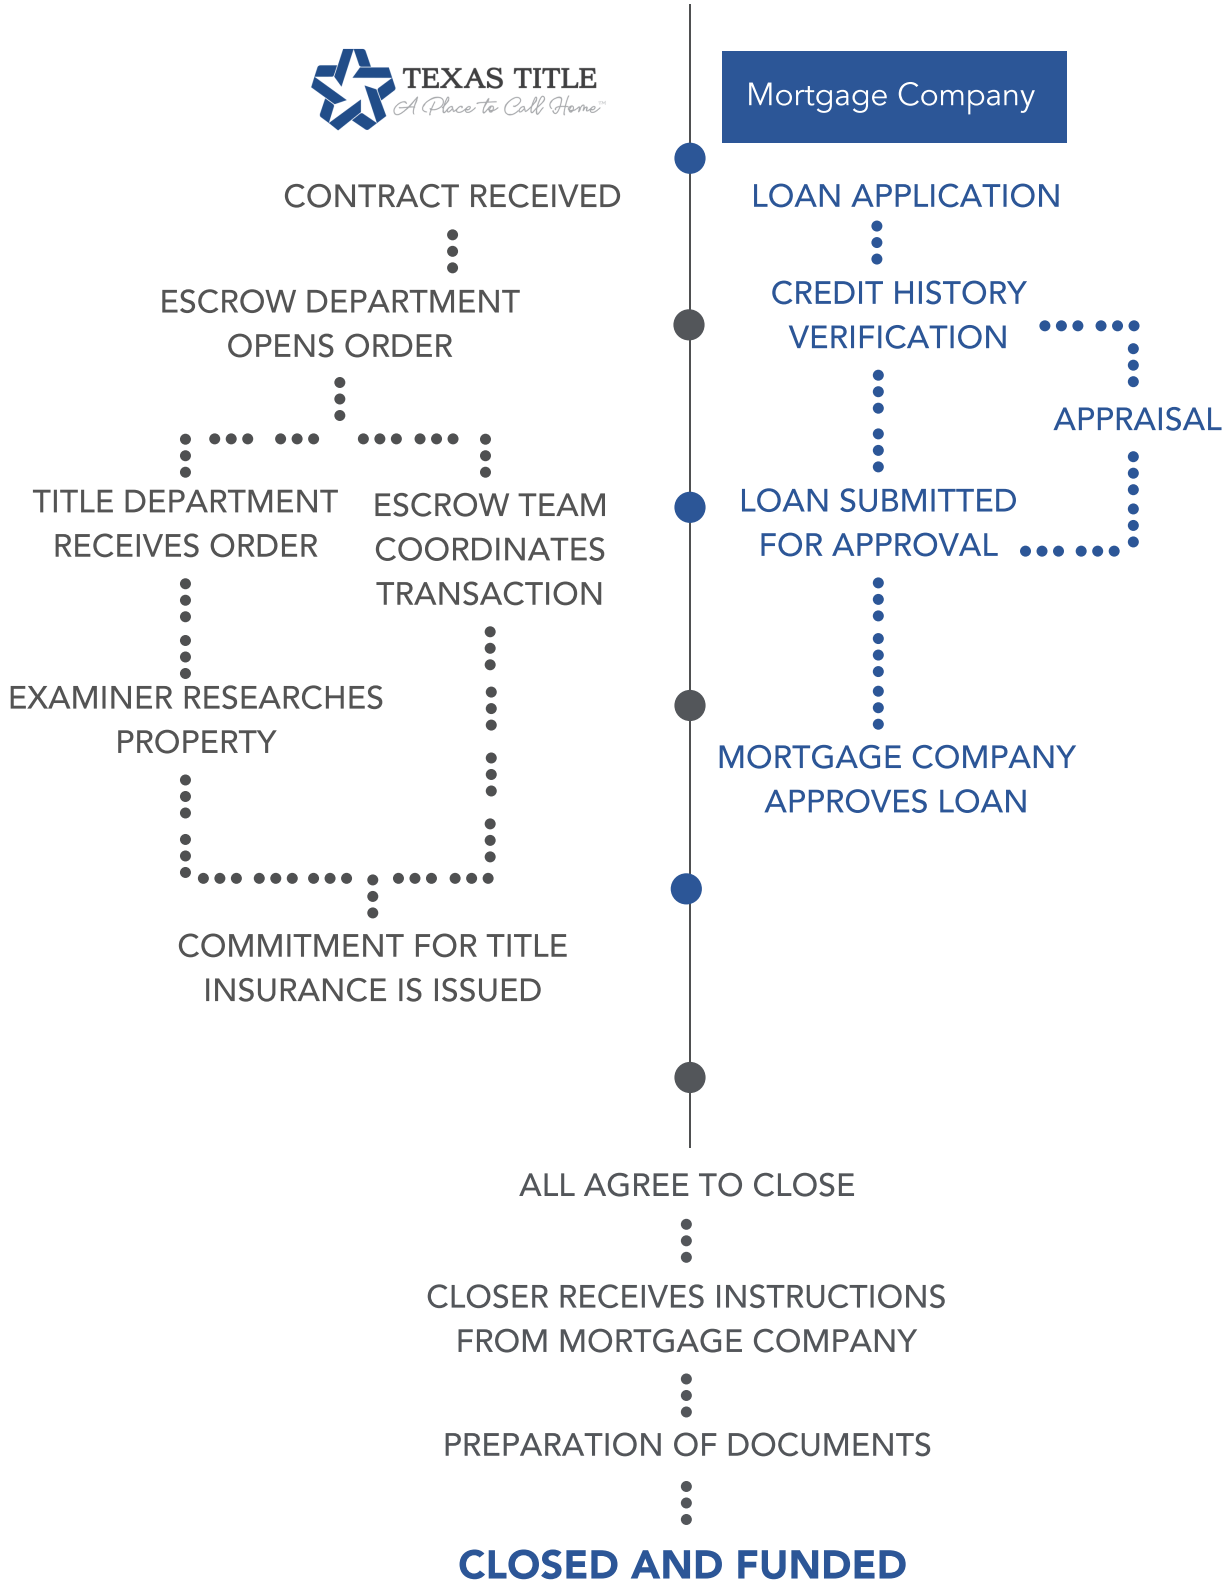 TEXAS TITLE
A Place to Call Home™
Mortgage Company
CONTRACT RECEIVED
ESCROW DEPARTMENT
OPENS ORDER
TITLE DEPARTMENT
RECEIVES ORDER
ESCROW TEAM
COORDINATES
TRANSACTION
EXAMINER RESEARCHES
PROPERTY
COMMITMENT FOR TITLE
INSURANCE IS ISSUED
LOAN APPLICATION
CREDIT HISTORY
VERIFICATION
APPRAISAL
LOAN SUBMITTED
FOR APPROVAL
MORTGAGE COMPANY
APPROVES LOAN
ALL AGREE TO CLOSE
CLOSER RECEIVES INSTRUCTIONS
FROM MORTGAGE COMPANY
PREPARATION OF DOCUMENTS
CLOSED AND FUNDED